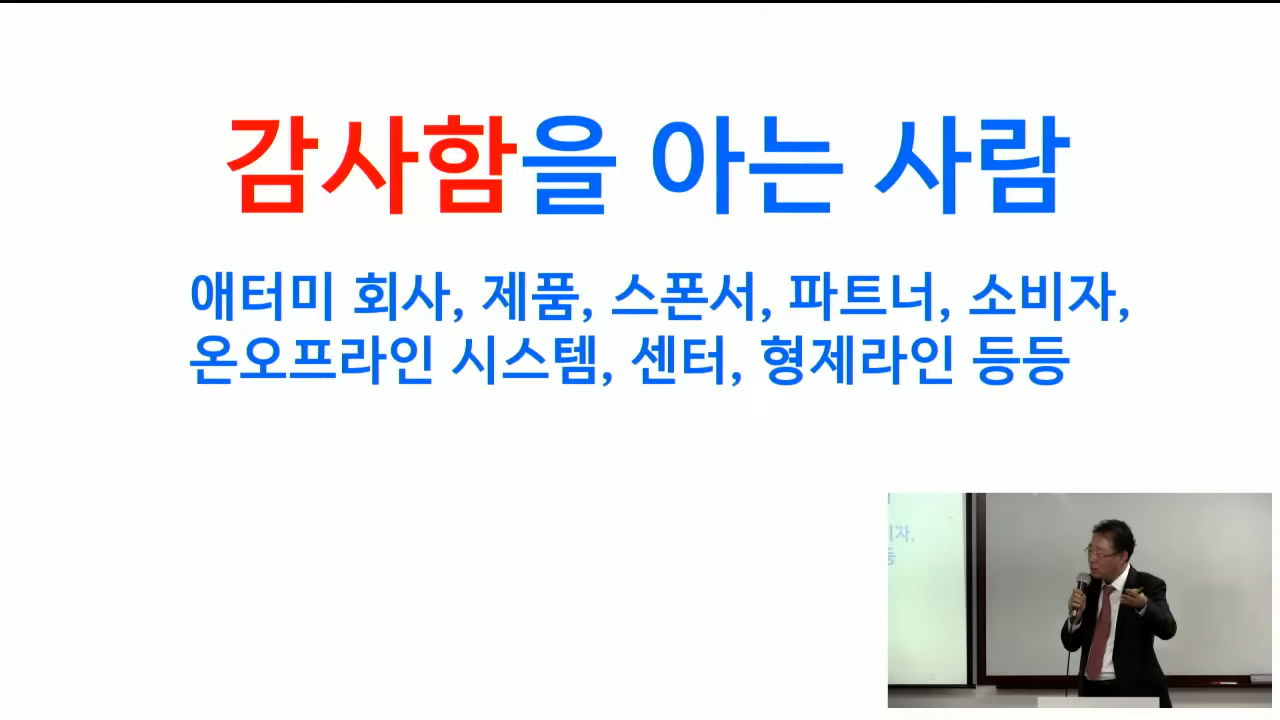 감사함을 아는 사람
애터미 회사, 제품, 스폰서, 파트너, 소비자,
온오프라인 시스템, 센터, 형제라인 등등
자,
등